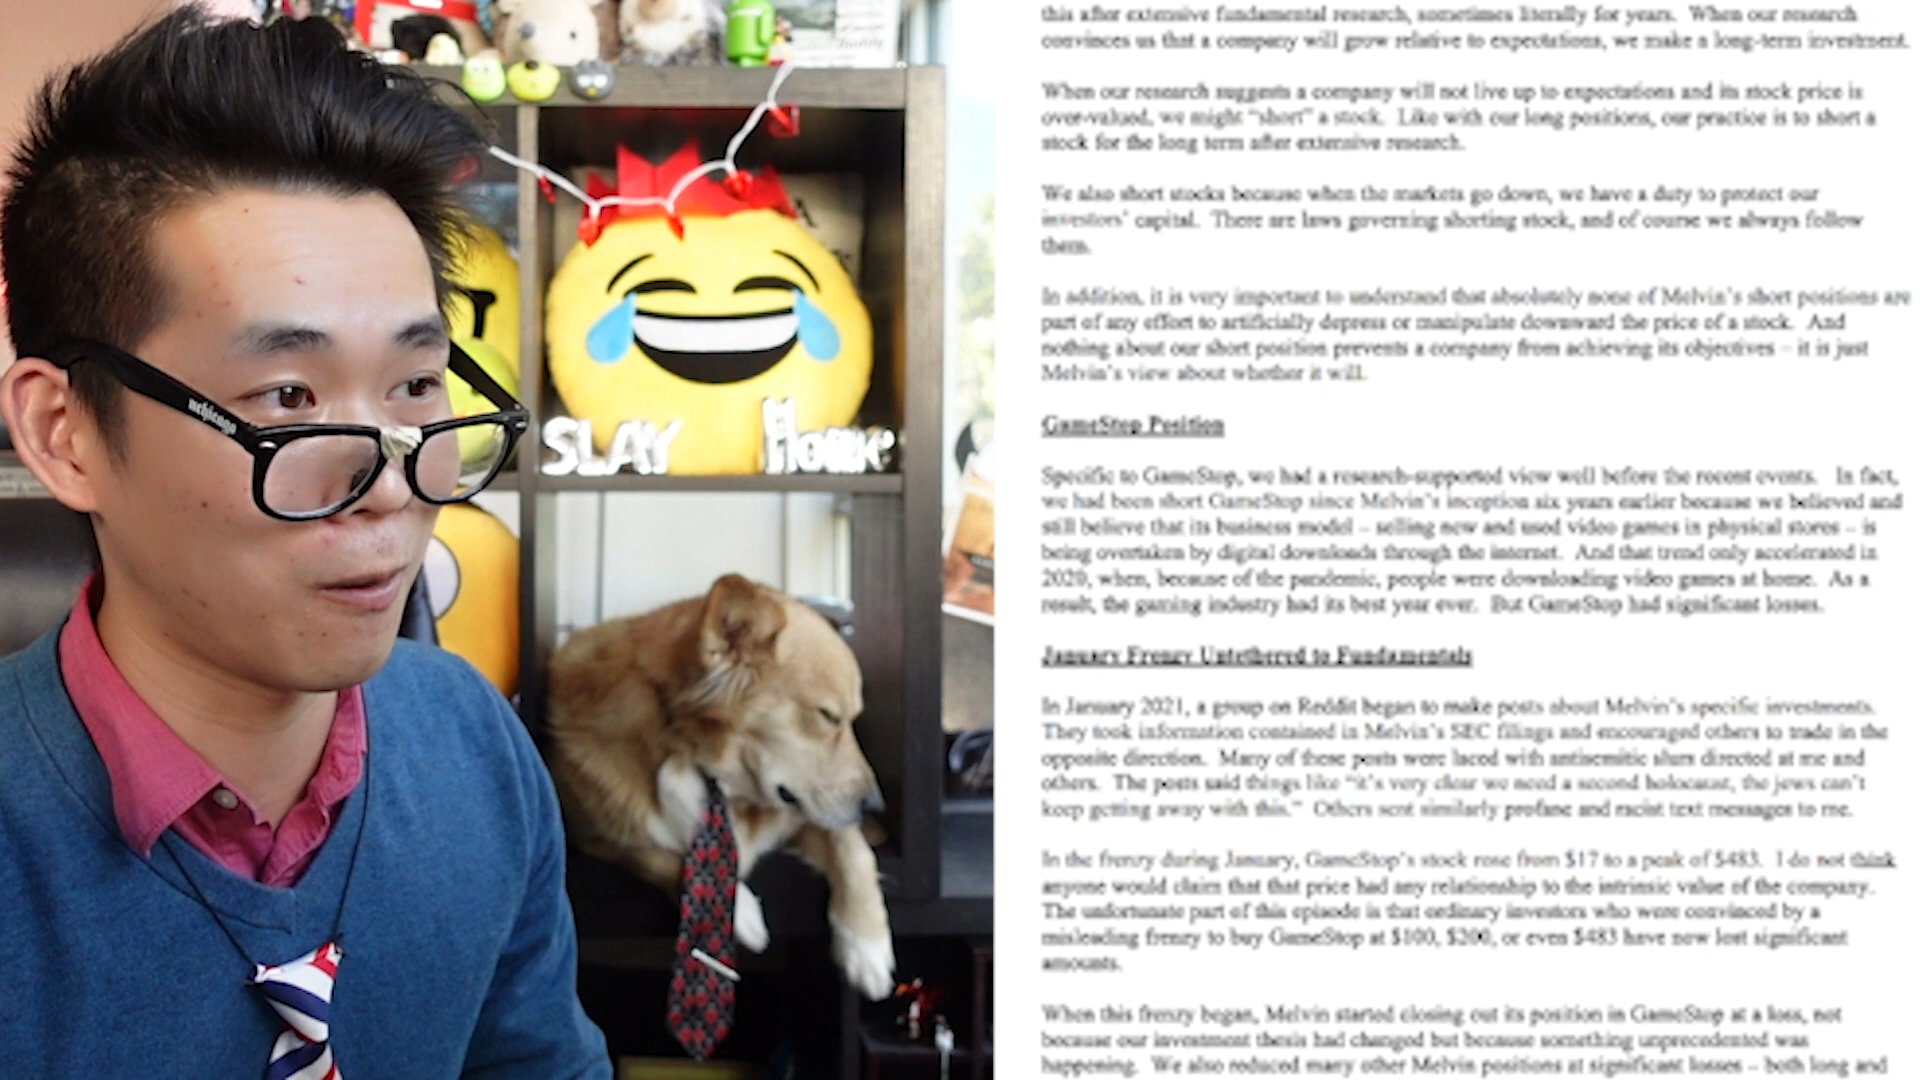 uchicago
SLAY
Home
this after extensive fundamental research, sometimes literally for years.  When our research
convinces us that a company will grow relative to expectations, we make a long-term investment.
When our research suggests a company will not live up to expectations and its stock price is
over-valued, we might “short” a stock.  Like with our long positions, our practice is to short a
stock for the long term after extensive research.
We also short stocks because when the markets go down, we have a duty to protect our
investors’ capital.  There are laws governing shorting stock, and of course we always follow
them.
In addition, it is very important to understand that absolutely none of Melvin’s short positions are
part of any effort to artificially depress or manipulate downward the price of a stock.  And
nothing about our short position prevents a company from achieving its objectives – it is just
Melvin’s view about whether it will.
GameStop Position
Specific to GameStop, we had a research-supported view well before the recent events.   In fact,
we had been short GameStop since Melvin’s inception six years earlier because we believed and
still believe that its business model – selling new and used video games in physical stores – is
being overtaken by digital downloads through the internet.  And that trend only accelerated in
2020, when, because of the pandemic, people were downloading video games at home.  As a
result, the gaming industry had its best year ever.  But GameStop had significant losses.
January Frenzy Untethered to Fundamentals
In January 2021, a group on Reddit began to make posts about Melvin’s specific investments.
They took information contained in Melvin’s SEC filings and encouraged others to trade in the
opposite direction.  Many of these posts were laced with antisemitic slurs directed at me and
others.  The posts said things like “it’s very clear we need a second holocaust, the jews can’t
keep getting away with this.”  Others sent similarly profane and racist text messages to me.
In the frenzy during January, GameStop’s stock rose from $17 to a peak of $483.  I do not think
anyone would claim that that price had any relationship to the intrinsic value of the company.
The unfortunate part of this episode is that ordinary investors who were convinced by a
misleading frenzy to buy GameStop at $100, $200, or even $483 have now lost significant
amounts.
When this frenzy began, Melvin started closing out its position in GameStop at a loss, not
because our investment thesis had changed but because something unprecedented was
happening.  We also reduced many other Melvin positions at significant losses – both long and